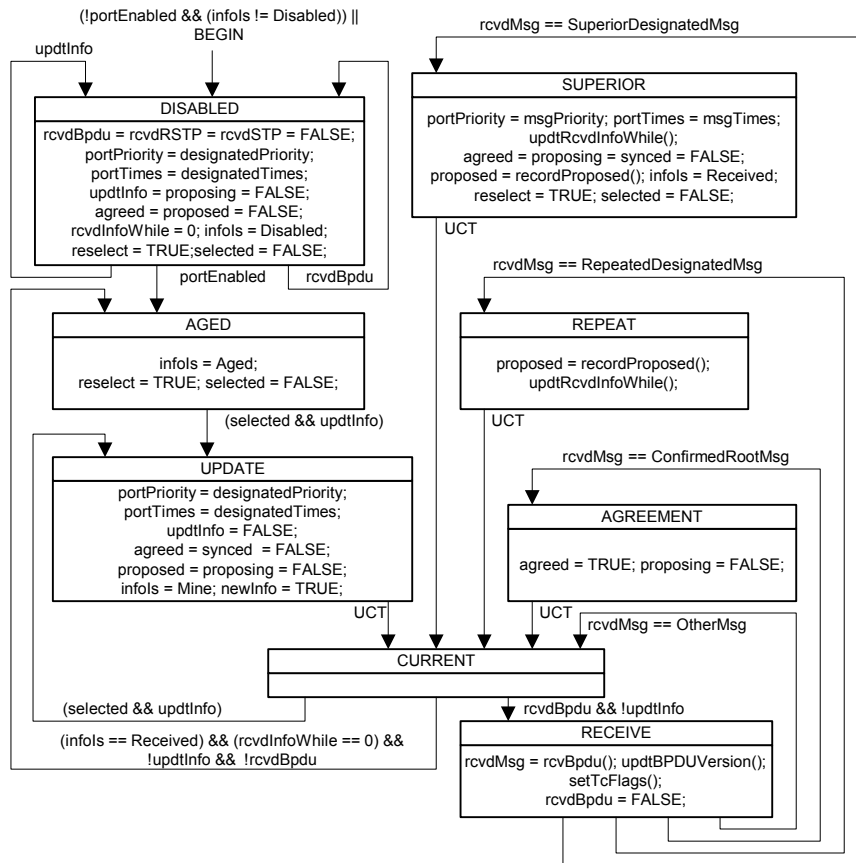 (!portEnabled && (infoIs != Disabled)) ||
BEGIN
updtInfo
DISABLED
rcvdBpdu = rcvdRSTP = rcvdSTP = FALSE;
portPriority = designatedPriority;
portTimes = designatedTimes;
updtInfo = proposing = FALSE;
agreed = proposed = FALSE;
rcvdInfoWhile = 0; infoIs = Disabled;
reselect = TRUE;selected = FALSE;
portEnabled
rcvdBpdu
AGED
infoIs = Aged;
reselect = TRUE; selected = FALSE;
(selected && updtInfo)
UPDATE
portPriority = designatedPriority;
portTimes = designatedTimes;
updtInfo = FALSE;
agreed = synced = FALSE;
proposed = proposing = FALSE;
infoIs = Mine; newInfo = TRUE;
UCT
rcvdMsg == SuperiorDesignatedMsg
SUPERIOR
portPriority = msgPriority; portTimes = msgTimes;
updtRcvdInfoWhile();
agreed = proposing = synced = FALSE;
proposed = recordProposed(); infoIs = Received;
reselect = TRUE; selected = FALSE;
UCT
rcvdMsg == RepeatedDesignatedMsg
REPEAT
proposed = recordProposed();
updtRcvdInfoWhile();
UCT
rcvdMsg == ConfirmedRootMsg
AGREEMENT
agreed = TRUE; proposing = FALSE;
UCT
rcvdMsg == OtherMsg
CURRENT
(selected && updtInfo)
(infoIs == Received) && (rcvdInfoWhile == 0) &&
!updtInfo && !rcvdBpdu
rcvdBpdu && !updtInfo
RECEIVE
rcvdMsg = rcvBpdu(); updtBPDUVersion();
setTcFlags();
rcvdBpdu = FALSE;